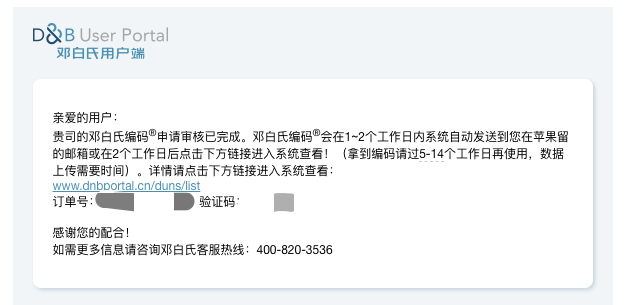 D&B User Portal
邓白氏用户端
亲爱的用户：
贵司的邓白氏编码®申请审核已完成。邓白氏编码®会在1~2个工作日内系统自动发送到您在苹果留
的邮箱或在2个工作日后点击下方链接进入系统查看！（拿到编码请过5-14个工作日再使用，数据
上传需要时间）。详情请点击下方链接进入系统查看：
www.dnbportal.cn/duns/list
订单号： 验证码：
感谢您的配合！
如需更多信息请咨询邓白氏客服热线：400-820-3536